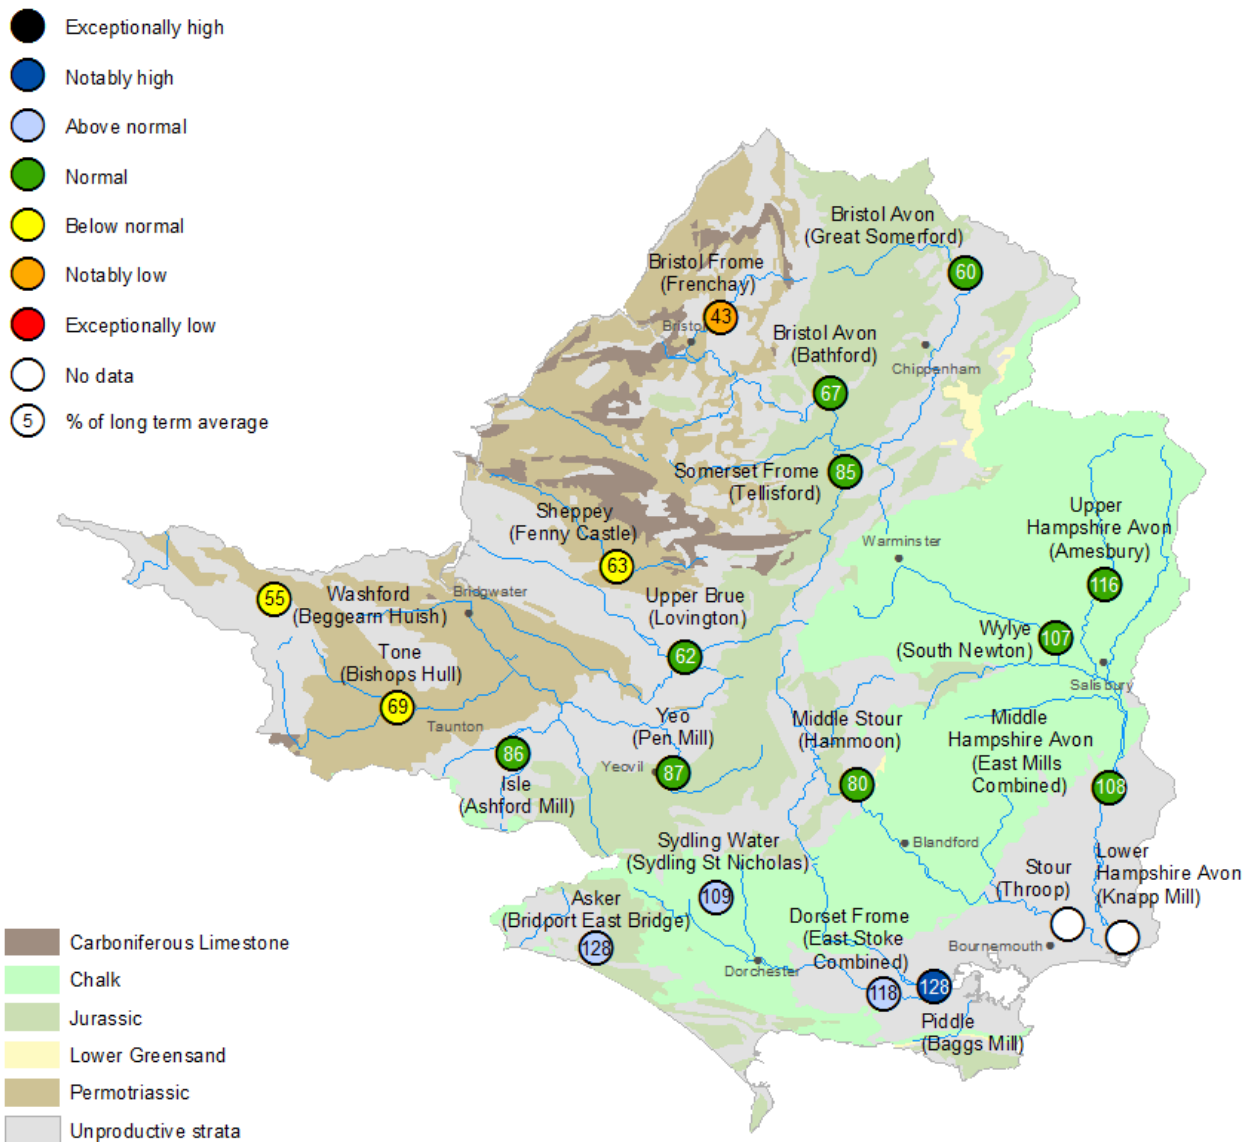 Exceptionally high
Notably high
Above normal
Normal
Below normal
Notably low
Exceptionally low
No data
5 % of long term average
Bristol Avon
(Great Somerford)
60
Bristol Frome
(Frenchay)
43
Bristol
Bristol Avon
(Bathford)
67
Chippenham
Somerset Frome
(Tellisford)
85
Sheppey
(Fenny Castle)
63
Upper
Hampshire Avon
(Amesbury)
116
Warminster
55
Washford
(Beggearn Huish)
Bridgwater
Upper Brue
(Lovington)
62
Wylye
(South Newton)
107
Salisbury
Tone
(Bishops Hull)
69
Taunton
Yeo
(Pen Mill)
87
Yeovil
Middle Stour
(Hammoon)
80
Middle
Hampshire Avon
(East Mills
Combined)
108
86
Isle
(Ashford Mill)
Blandford
Sydling Water
(Sydling St Nicholas)
109
Stour
(Throop)
Lower
Hampshire Avon
(Knapp Mill)
Asker
(Bridport East Bridge)
128
Dorset Frome
(East Stoke
Combined)
118
Bournemouth
Dorchester
128
Piddle
(Baggs Mill)
Carboniferous Limestone
Chalk
Jurassic
Lower Greensand
Permotriassic
Unproductive strata